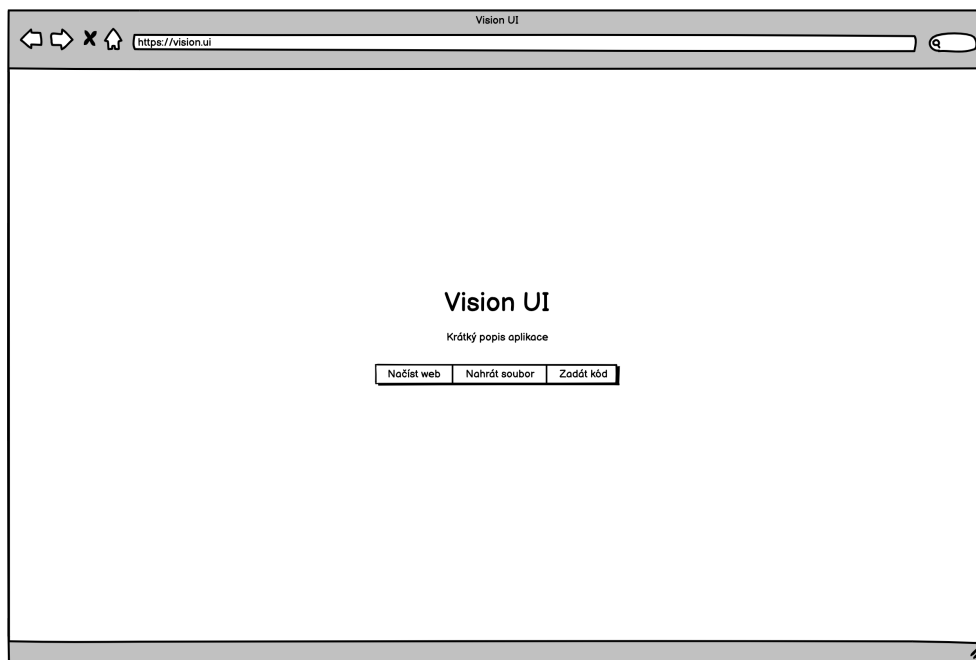 Vision UI
https://vision.ui
Vision UI
Krátký popis aplikace
Načíst web Nahrát soubor Zadát kód